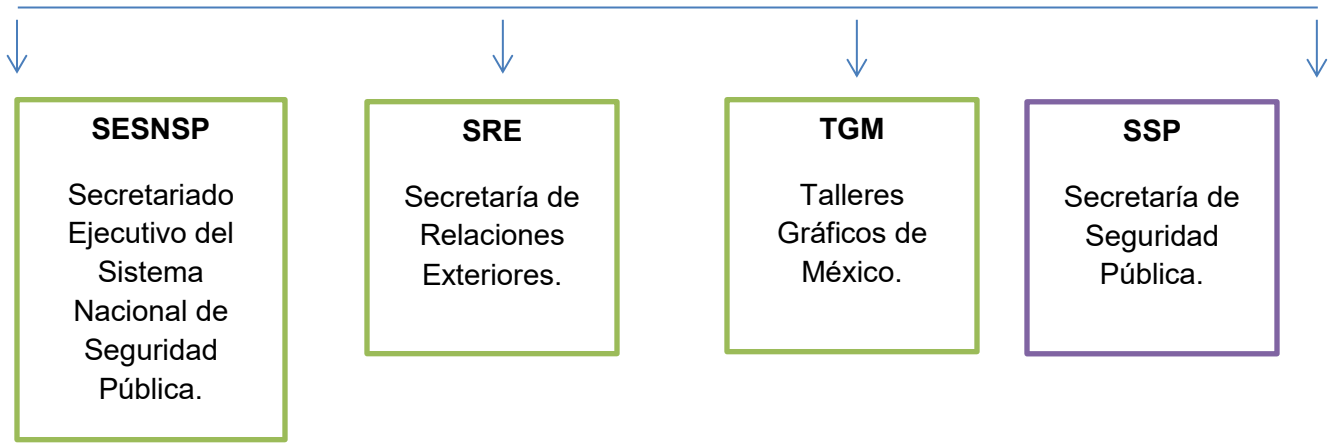 SESNSP
Secretariado
Ejecutivo del
Sistema
Nacional de
Seguridad
Pública.
SRE
Secretaría de
Relaciones
Exteriores.
TGM
Talleres
Gráficos de
México.
SSP
Secretaría de
Seguridad
Pública.